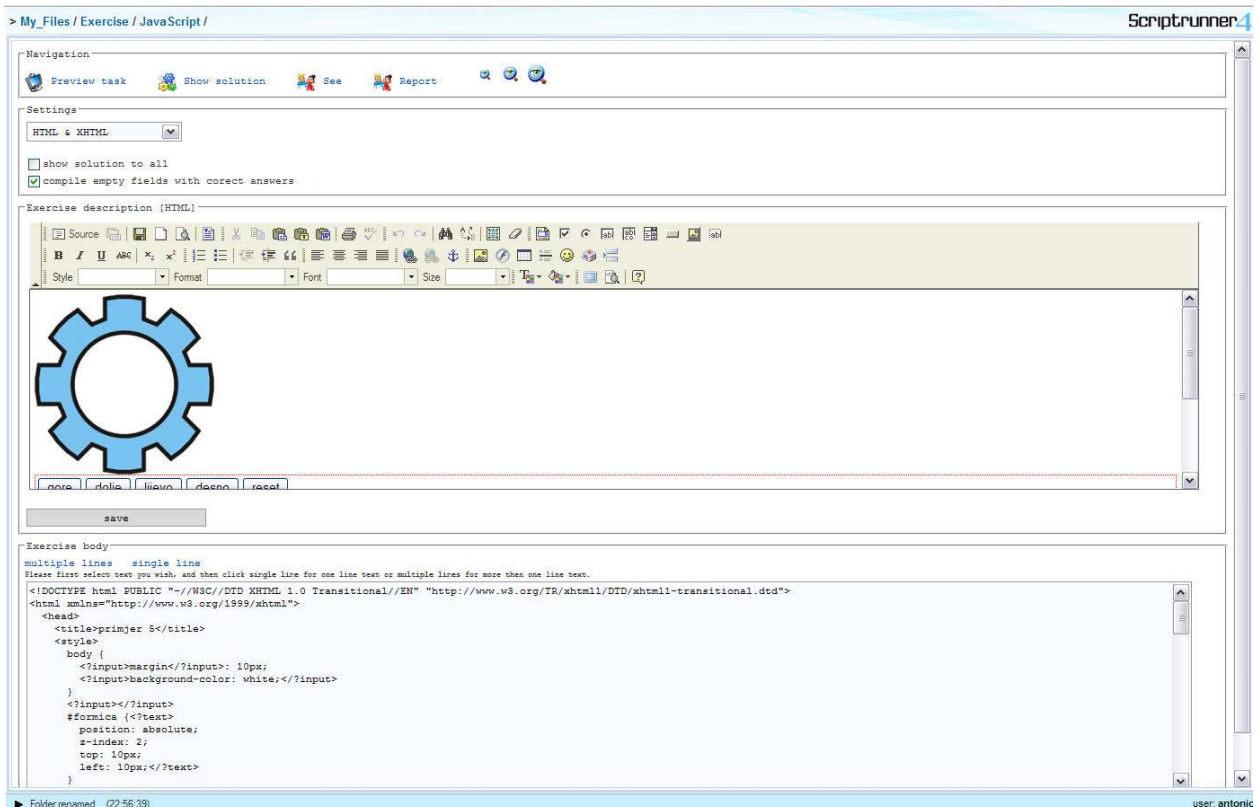 > My_Files / Exercise / JavaScript /
Scriptrunner4
Navigation
Preview task Show solution See Report
Settings
HTML & XHTML
show solution to all
compile empty fields with corect answers
Exercise description [HTML]
Source
B I U ABC x₂ x²
Style Format Font Size
gore dolje lijevo desno reset
save
Exercise body
multiple lines single line
Please first select text you wish, and then click single line for one line text or multiple lines for more then one line text.
<!DOCTYPE html PUBLIC "-//W3C//DTD XHTML 1.0 Transitional//EN" "http://www.w3.org/TR/xhtml1/DTD/xhtml1-transitional.dtd">
<html xmlns="http://www.w3.org/1999/xhtml">
<head>
<title>primjer 5</title>
<style>
body {
<?input>margin</?input>: 10px;
<?input>background-color: white;</?input>
}
<?input></?input>
#formica {<?text>
position: absolute;
z-index: 2;
top: 10px;
left: 10px;</?text>
}
Folder renamed (22:56:39)
user: antonio